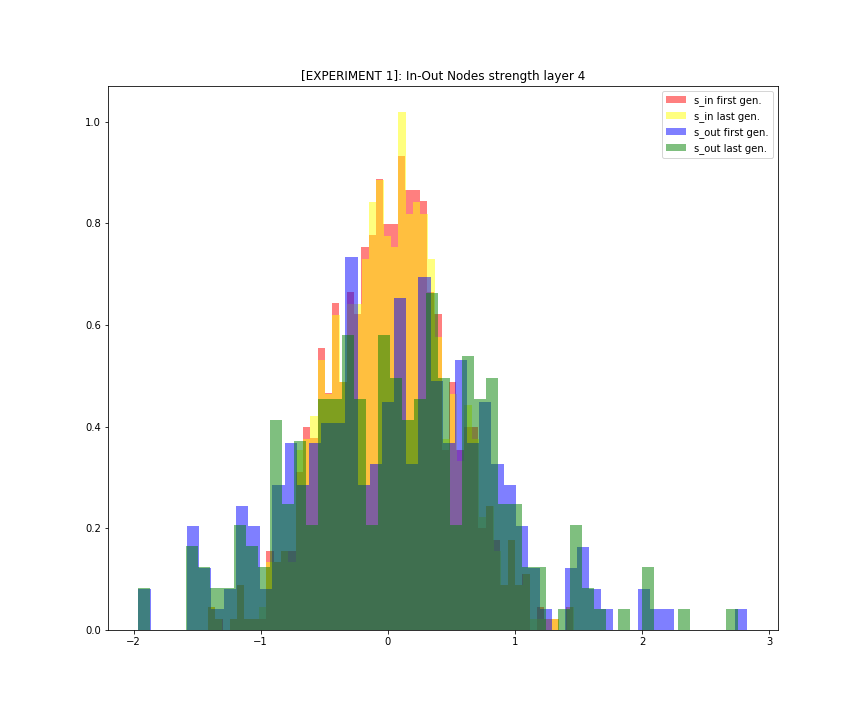 [EXPERIMENT 1]: In-Out Nodes strength layer 4
s_in first gen.
s_in last gen.
s_out first gen.
s_out last gen.
1.0
0.8
0.6
0.4
0.2
0.0
−2
−1
0
1
2
3